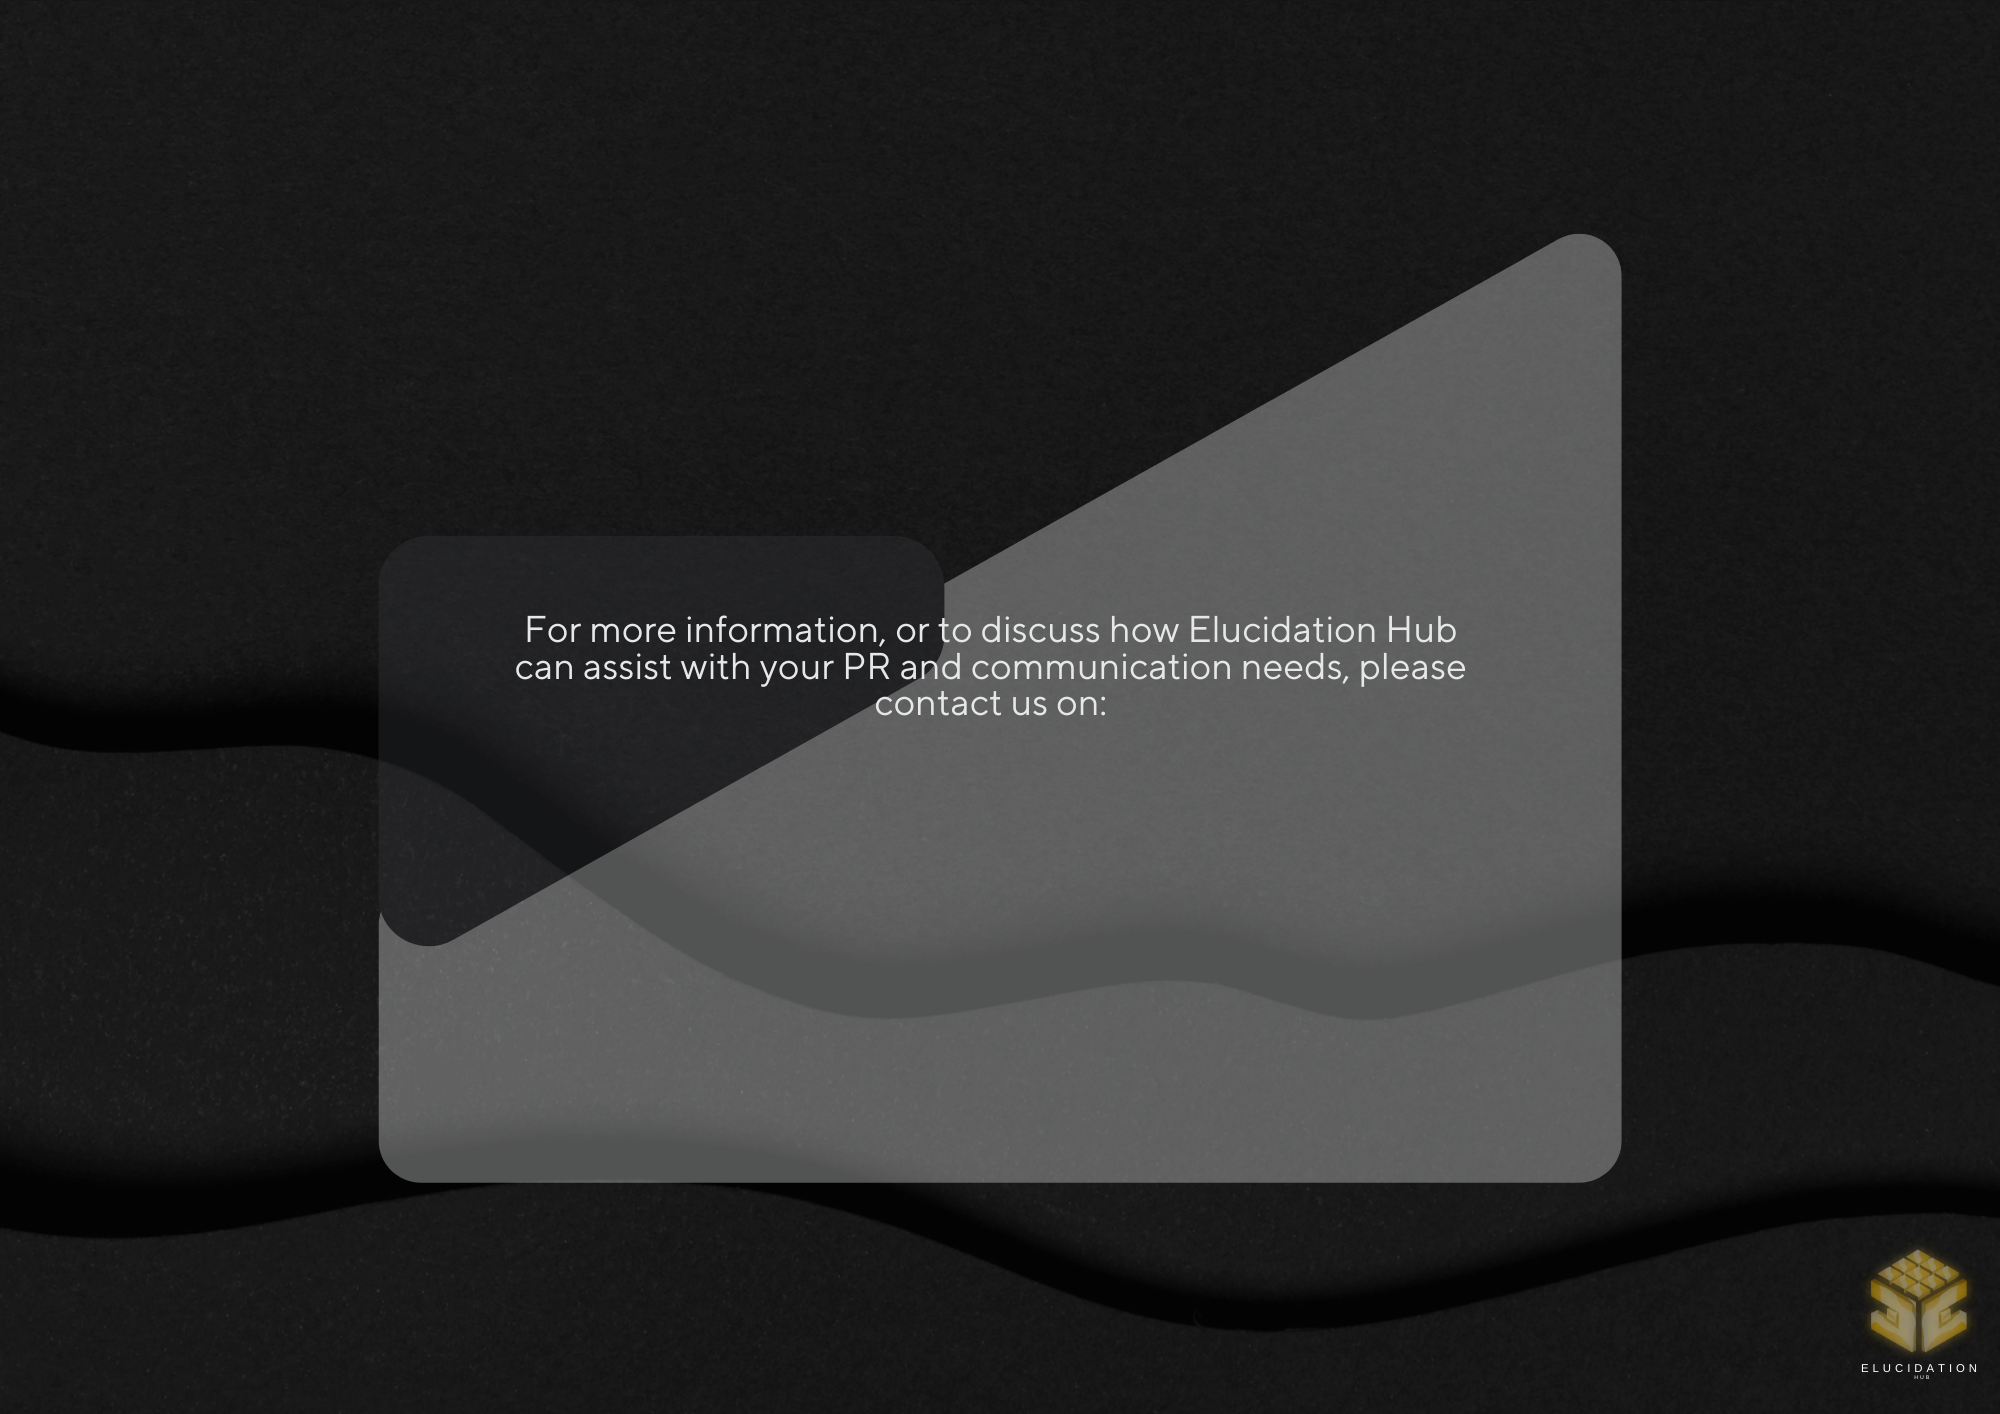 For more information, or to discuss how Elucidation Hub
can assist with your PR and communication needs, please
contact us on:
ELUCIDATION
HUB